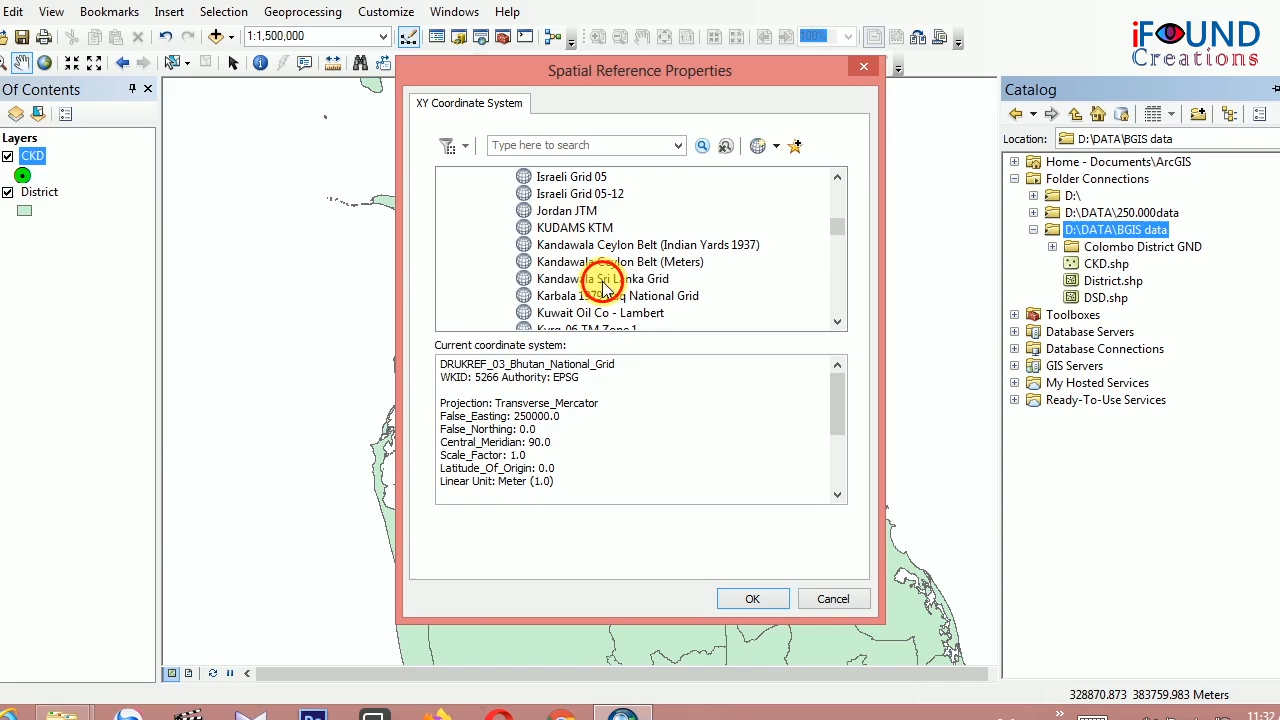 Edit View Bookmarks Insert Selection Geoprocessing Customize Windows Help
1:1,500,000
100%
iFOUND
Creations
Of Contents
Layers
CKD
District
Spatial Reference Properties
XY Coordinate System
Type here to search
Israeli Grid 05
Israeli Grid 05-12
Jordan JTM
KUDAMS KTM
Kandawala Ceylon Belt (Indian Yards 1937)
Kandawala Ceylon Belt (Meters)
Kandawala Sri Lanka Grid
Karbala 1979 Iraq National Grid
Kuwait Oil Co - Lambert
Kyrg-06 TM Zone 1
Current coordinate system:
DRUKREF_03_Bhutan_National_Grid
WKID: 5266 Authority: EPSG
Projection: Transverse_Mercator
False_Easting: 250000.0
False_Northing: 0.0
Central_Meridian: 90.0
Scale_Factor: 1.0
Latitude_Of_Origin: 0.0
Linear Unit: Meter (1.0)
OK Cancel
Catalog
Location: D:\DATA\BGIS data
Home - Documents\ArcGIS
Folder Connections
D:\
D:\DATA\250.000data
D:\DATA\BGIS data
Colombo District GND
CKD.shp
District.shp
DSD.shp
Toolboxes
Database Servers
Database Connections
GIS Servers
My Hosted Services
Ready-To-Use Services
328870.873 383759.983 Meters
11:32